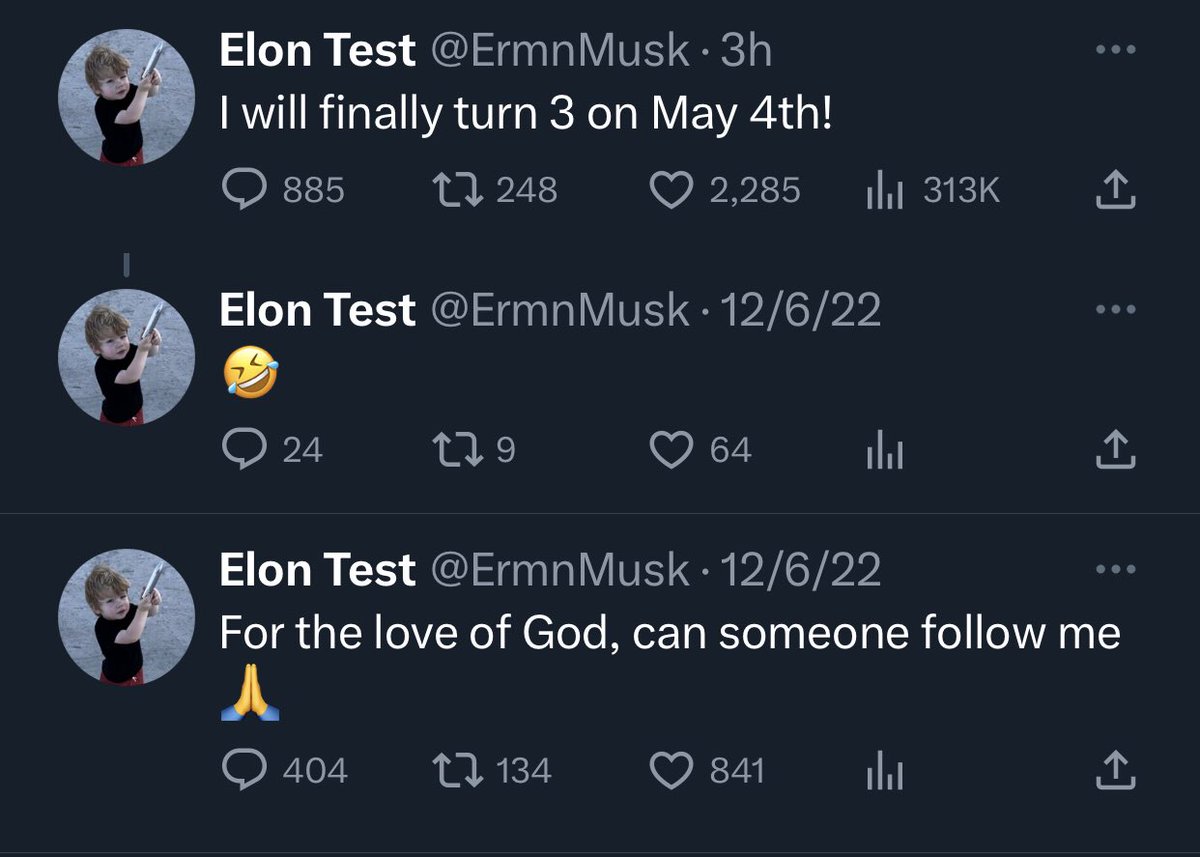 Elon Test @ErmnMusk · 3h
I will finally turn 3 on May 4th!
885 248 2,285 313K
Elon Test @ErmnMusk · 12/6/22
🤣
24 9 64
Elon Test @ErmnMusk · 12/6/22
For the love of God, can someone follow me
🙏
404 134 841